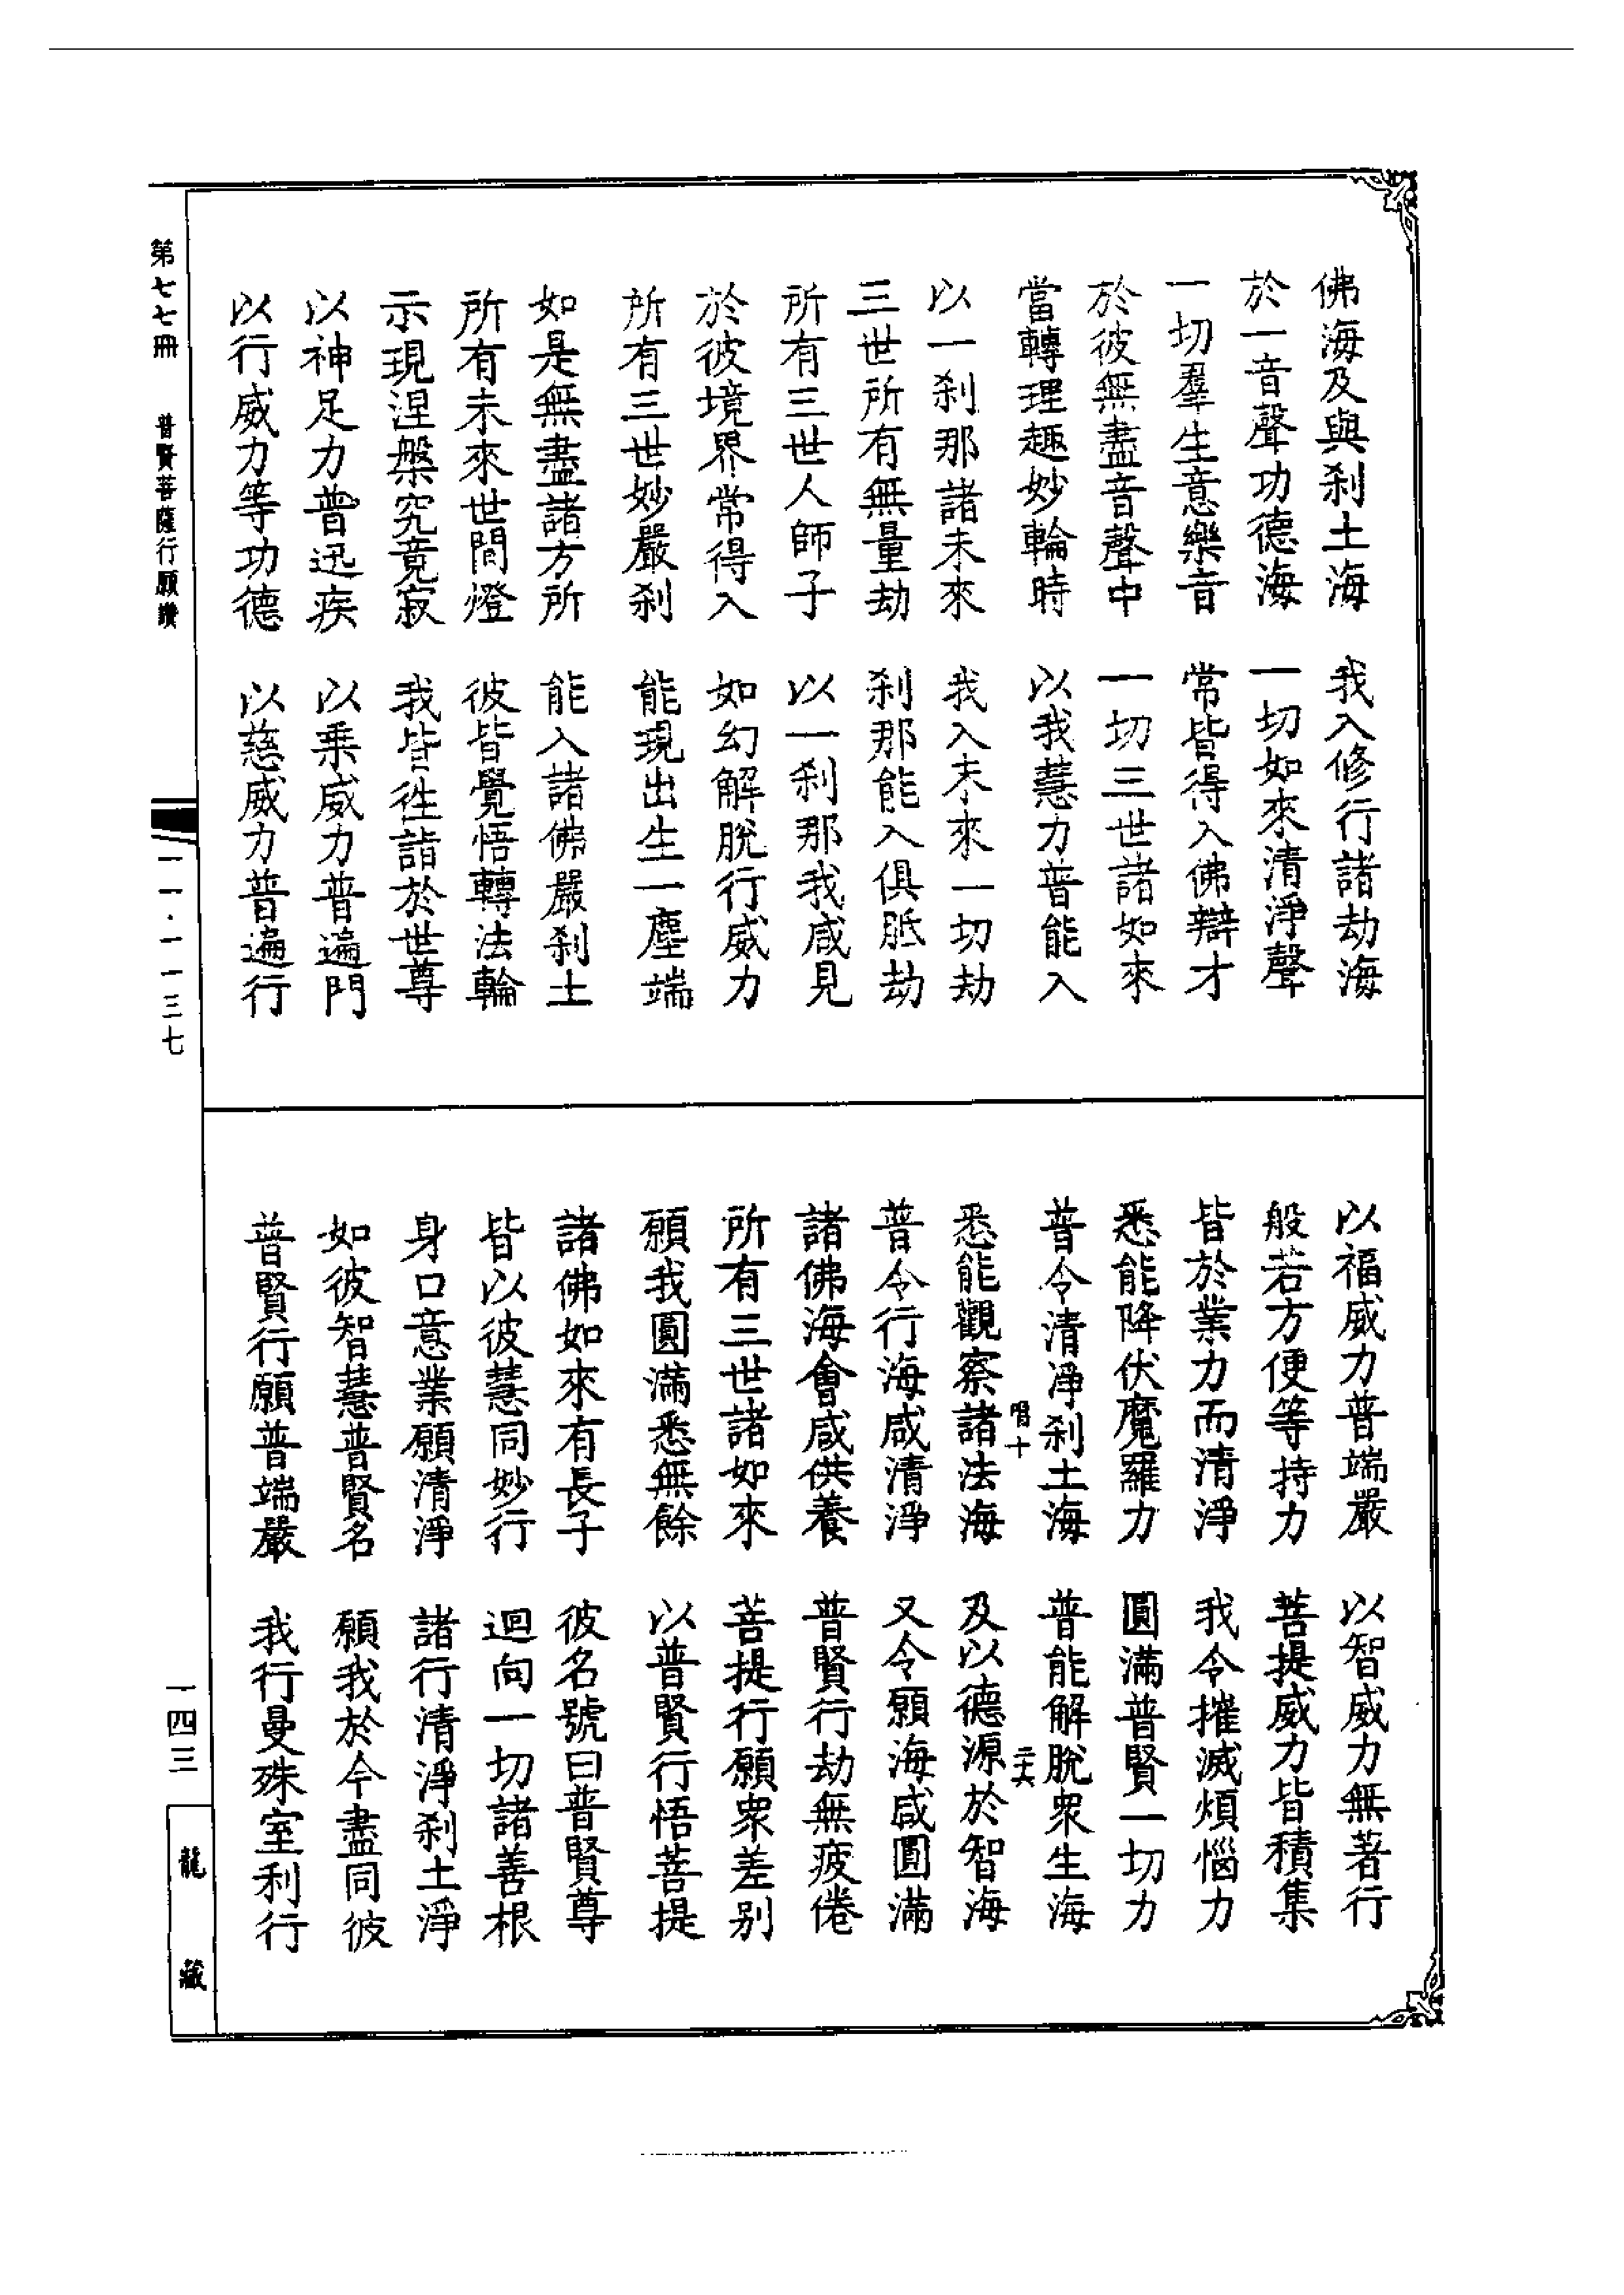 佛海及與剎土海　我入修行諸劫海
於一音聲功德海　一切如來清淨聲
一切羣生意樂音　常皆得入佛辯才
於彼無盡音聲中　一切三世諸如來
當轉理趣妙輪時　以我慧力普能入
以一剎那諸未來　我入未來一切劫
三世所有無量劫　剎那能入俱胝劫
所有三世人師子　以一剎那我咸見
於彼境界常得入　如幻解脫行威力
所有三世妙嚴剎　能現出生一塵端
如是無盡諸方所　能入諸佛嚴剎土
所有未來世間燈　彼皆覺悟轉法輪
示現涅槃究竟寂　我皆往詣於世尊
以神足力普迅疾　以乘威力普遍門
以行威力等功德　以慈威力普遍行
以福威力普端嚴　以智威力無著行
般若方便等持力　菩提威力皆積集
皆於業力而清淨　我今摧滅煩惱力
悉能降伏魔羅力　圓滿普賢一切力
普令清淨剎土海　普能解脫衆生海
唱十　二六
悉能觀察諸法海　及以德源於智海
普令行海咸清淨　又令願海咸圓滿
諸佛海會咸供養　普賢行劫無疲倦
所有三世諸如來　菩提行願衆差别
願我圓滿悉無餘　以普賢行悟菩提
諸佛如來有長子　彼名號曰普賢尊
皆以彼慧同妙行　迴向一切諸善根
身口意業願清淨　諸行清淨剎土淨
如彼智慧普賢名　願我於今盡同彼
普賢行願普端嚴　我行曼殊室利行
第七七冊　普賢菩薩行願讚　一一·一一三七
一四三
龍藏